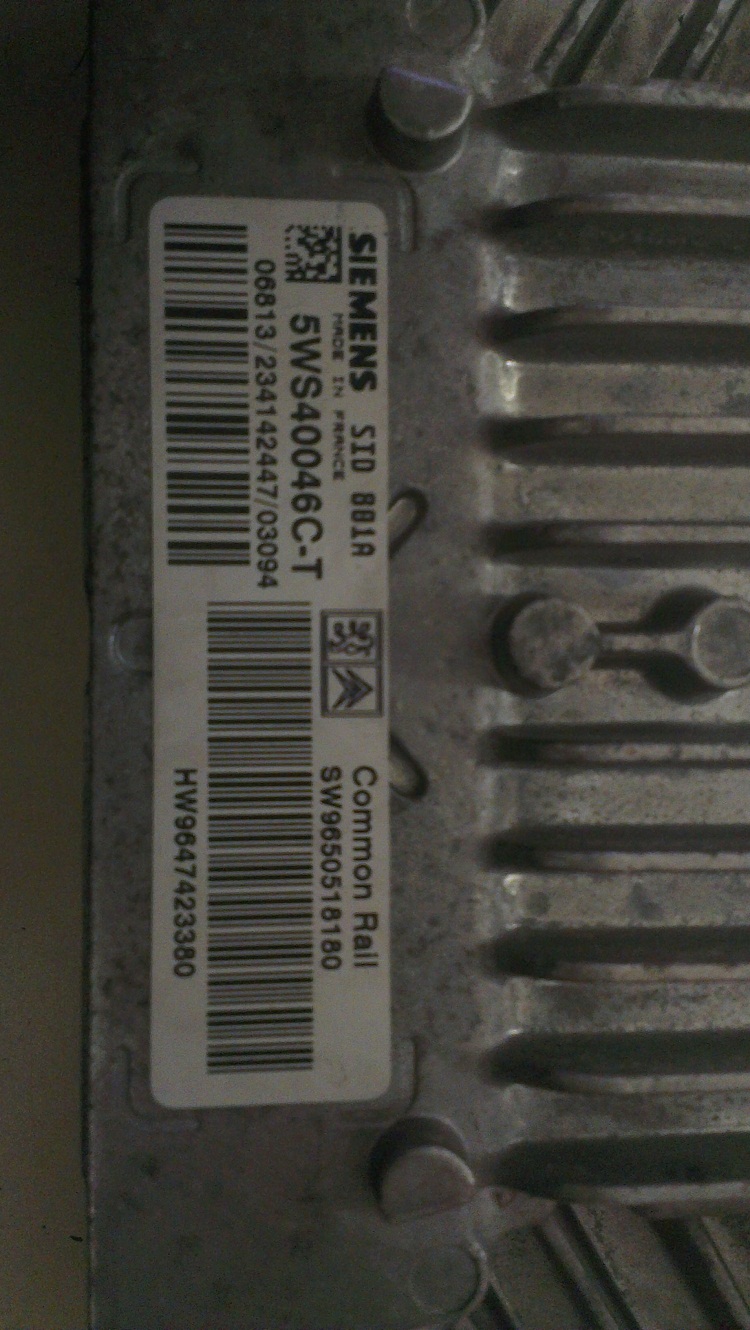 SIEMENS SID 801A
MADE IN FRANCE
5WS40046C-T
06813/234142447/03094
Common Rail
SW9650518180
HW9647423380